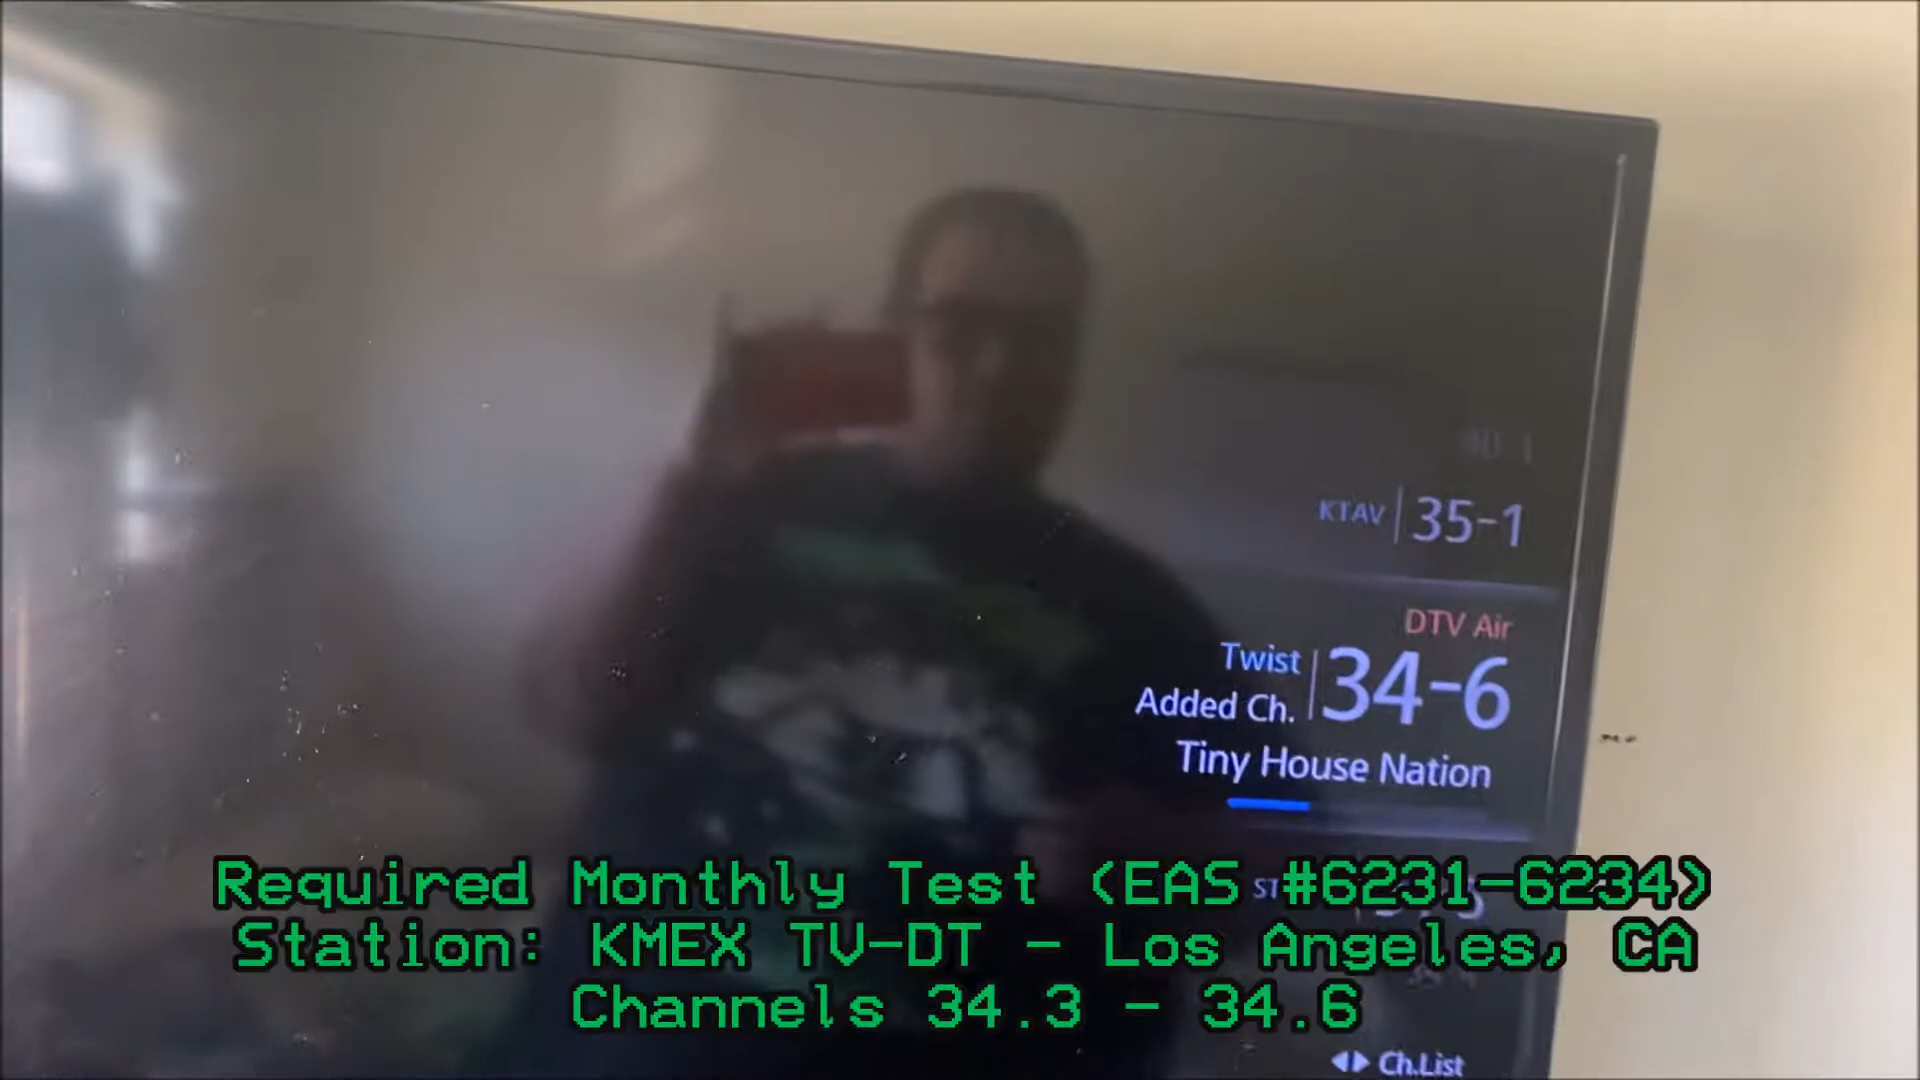 KTAV 35-1
DTV Air
Twist 34-6
Added Ch.
Tiny House Nation
Required Monthly Test (EAS #6231-6234)
Station: KMEX TV-DT - Los Angeles, CA
Channels 34.3 - 34.6
Ch.List